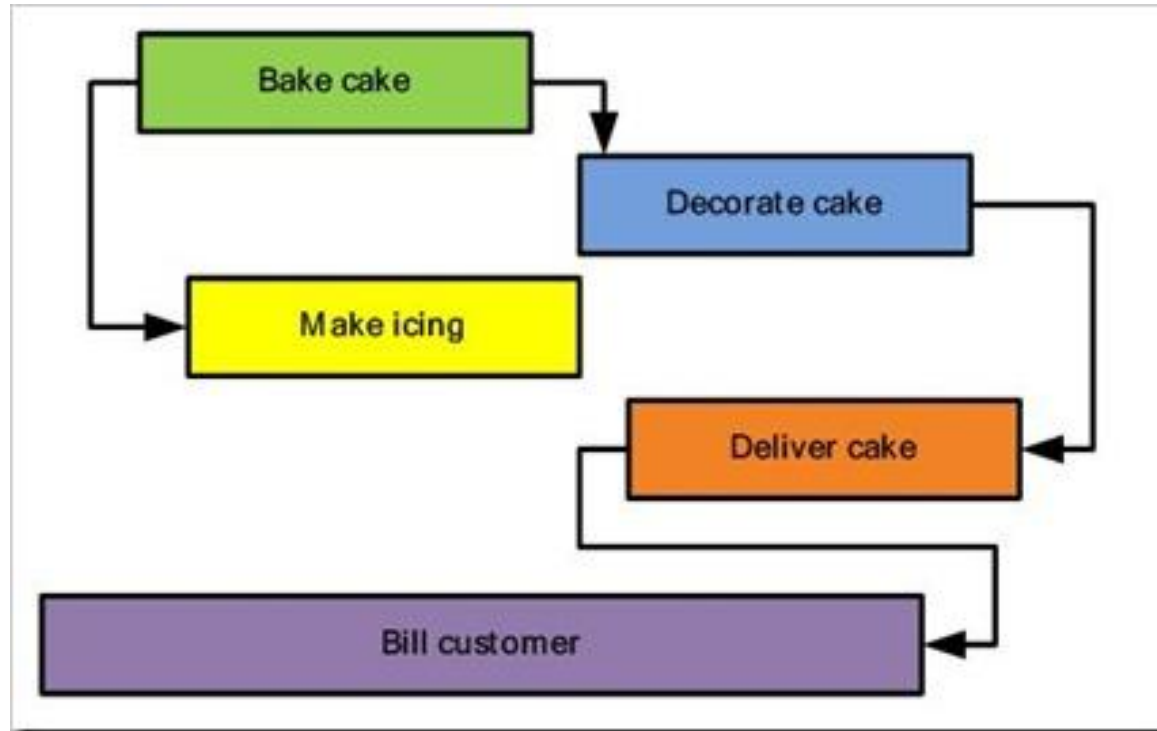 Bake cake
Decorate cake
Make icing
Deliver cake
Bill customer